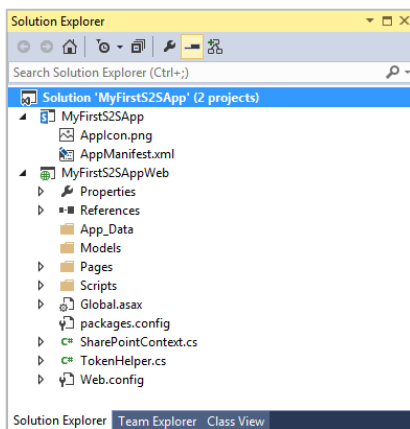 Solution Explorer
Search Solution Explorer (Ctrl+;)
Solution 'MyFirstS2SApp' (2 projects)
MyFirstS2SApp
AppIcon.png
AppManifest.xml
MyFirstS2SAppWeb
Properties
References
App_Data
Models
Pages
Scripts
Global.asax
packages.config
C# SharePointContext.cs
C# TokenHelper.cs
Web.config
Solution Explorer Team Explorer Class View